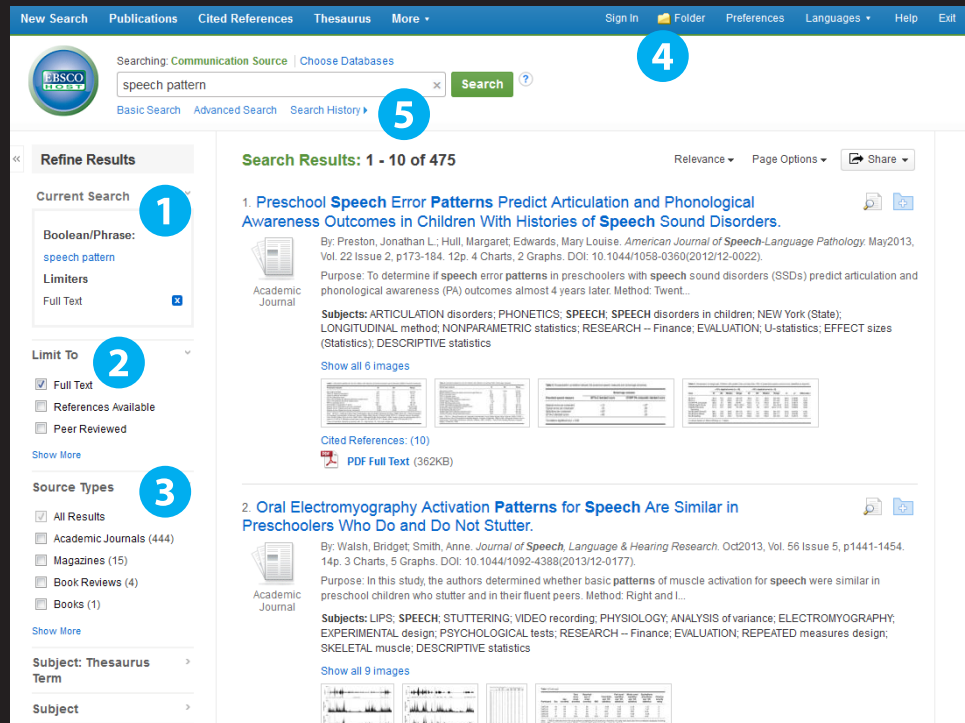 New Search Publications Cited References Thesaurus More
Sign In Folder Preferences Languages Help Exit
4
EBSCO
HOST
Searching: Communication Source Choose Databases
speech pattern × Search ?
Basic Search Advanced Search Search History
5
« Refine Results
Current Search
1
Boolean/Phrase:
speech pattern
Limiters
Full Text x
Limit To
2
Full Text
References Available
Peer Reviewed
Show More
Source Types
3
All Results
Academic Journals (444)
Magazines (15)
Book Reviews (4)
Books (1)
Show More
Subject: Thesaurus
Term
Subject
Search Results: 1 - 10 of 475
Relevance Page Options Share
1. Preschool Speech Error Patterns Predict Articulation and Phonological
Awareness Outcomes in Children With Histories of Speech Sound Disorders.
Academic
Journal
By: Preston, Jonathan L.; Hull, Margaret; Edwards, Mary Louise. American Journal of Speech-Language Pathology. May2013,
Vol. 22 Issue 2, p173-184. 12p. 4 Charts, 2 Graphs. DOI: 10.1044/1058-0360(2012/12-0022).
Purpose: To determine if speech error patterns in preschoolers with speech sound disorders (SSDs) predict articulation and
phonological awareness (PA) outcomes almost 4 years later. Method: Twent...
Subjects: ARTICULATION disorders; PHONETICS; SPEECH; SPEECH disorders in children; NEW York (State);
LONGITUDINAL method; NONPARAMETRIC statistics; RESEARCH -- Finance; EVALUATION; U-statistics; EFFECT sizes
(Statistics); DESCRIPTIVE statistics
Show all 6 images
Cited References: (10)
PDF PDF Full Text (362KB)
2. Oral Electromyography Activation Patterns for Speech Are Similar in
Preschoolers Who Do and Do Not Stutter.
Academic
Journal
By: Walsh, Bridget; Smith, Anne. Journal of Speech, Language & Hearing Research. Oct2013, Vol. 56 Issue 5, p1441-1454.
14p. 3 Charts, 5 Graphs. DOI: 10.1044/1092-4388(2013/12-0177).
Purpose: In this study, the authors determined whether basic patterns of muscle activation for speech were similar in
preschool children who stutter and in their fluent peers. Method: Right and l...
Subjects: LIPS; SPEECH; STUTTERING; VIDEO recording; PHYSIOLOGY; ANALYSIS of variance; ELECTROMYOGRAPHY;
EXPERIMENTAL design; PSYCHOLOGICAL tests; RESEARCH -- Finance; EVALUATION; REPEATED measures design;
SKELETAL muscle; DESCRIPTIVE statistics
Show all 9 images